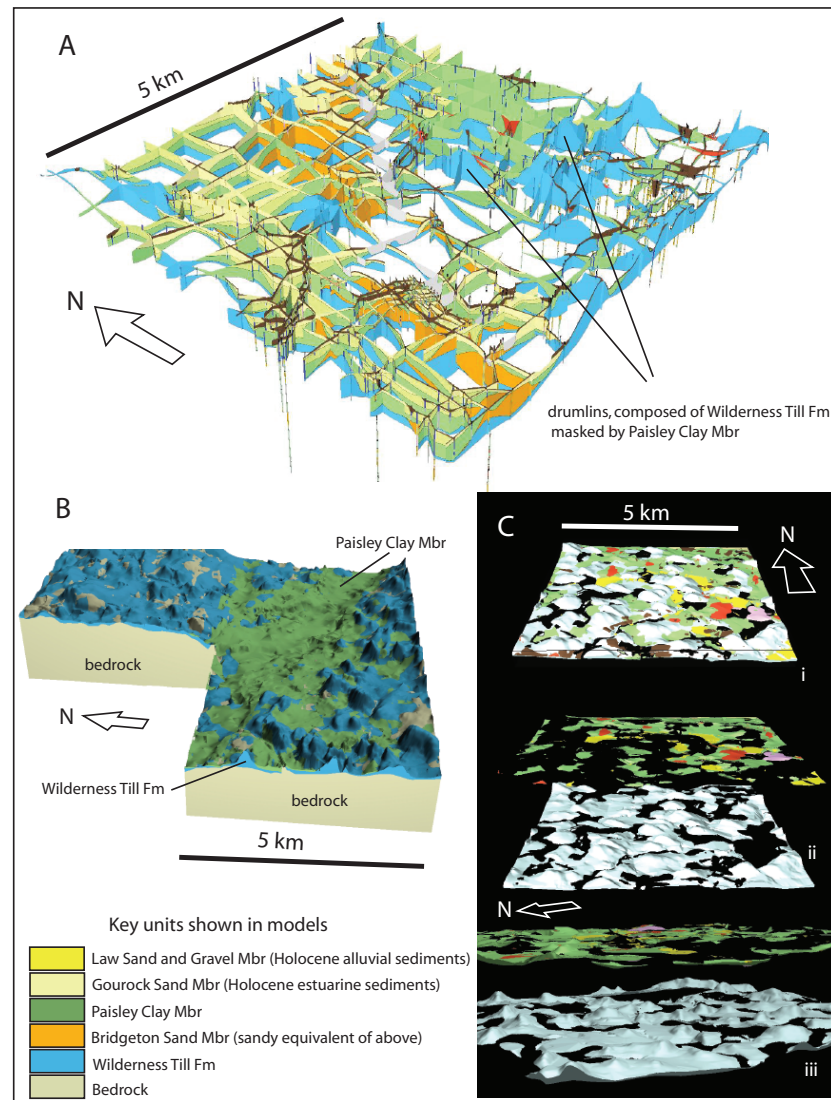 A
5 km
N
drumlins, composed of Wilderness Till Fm
masked by Paisley Clay Mbr
B
Paisley Clay Mbr
bedrock
N
Wilderness Till Fm
bedrock
5 km
C
5 km
N
i
ii
N
iii
Key units shown in models
Law Sand and Gravel Mbr (Holocene alluvial sediments)
Gourock Sand Mbr (Holocene estuarine sediments)
Paisley Clay Mbr
Bridgeton Sand Mbr (sandy equivalent of above)
Wilderness Till Fm
Bedrock